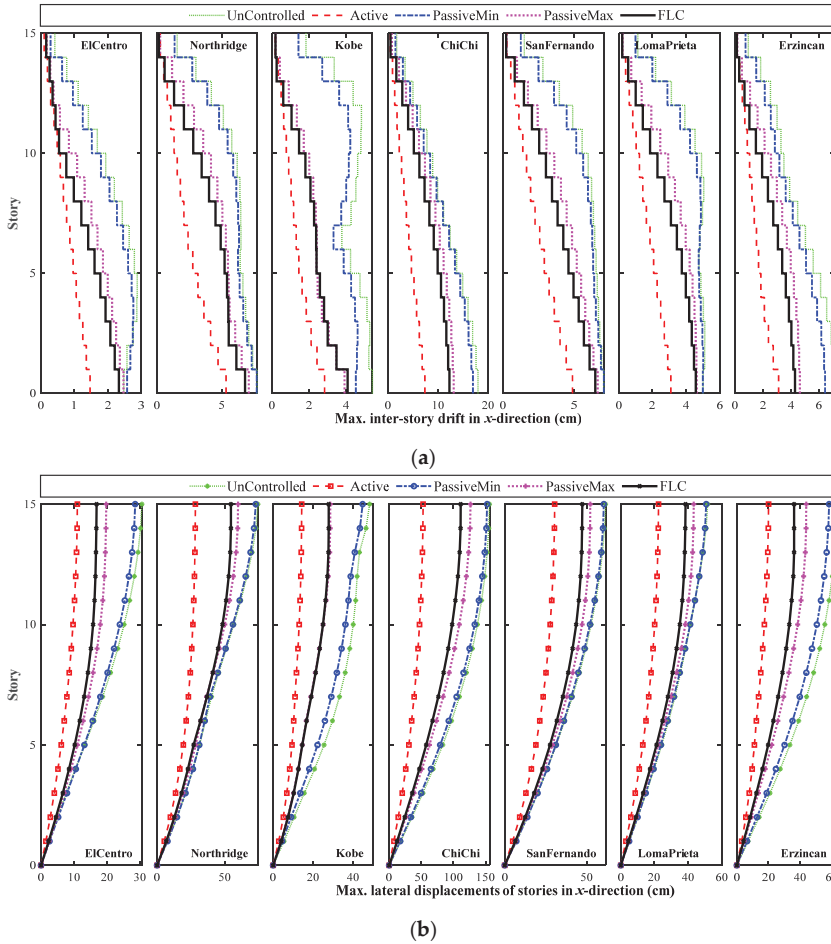 UnControlled Active PassiveMin PassiveMax FLC
ElCentro Northridge Kobe ChiChi SanFernando LomaPrieta Erzincan
15
10
5
0
Story
0 1 2 3 0 5 0 2 4 0 5 10 15 20 0 5 0 2 4 6 0 2 4 6
Max. inter-story drift in x-direction (cm)
(a)
UnControlled Active PassiveMin PassiveMax FLC
15
10
5
0
Story
ElCentro Northridge Kobe ChiChi SanFernando LomaPrieta Erzincan
0 10 20 30 0 50 0 20 40 0 50 100 150 0 50 0 20 40 60 0 20 40
Max. lateral displacements of stories in x-direction (cm)
(b)